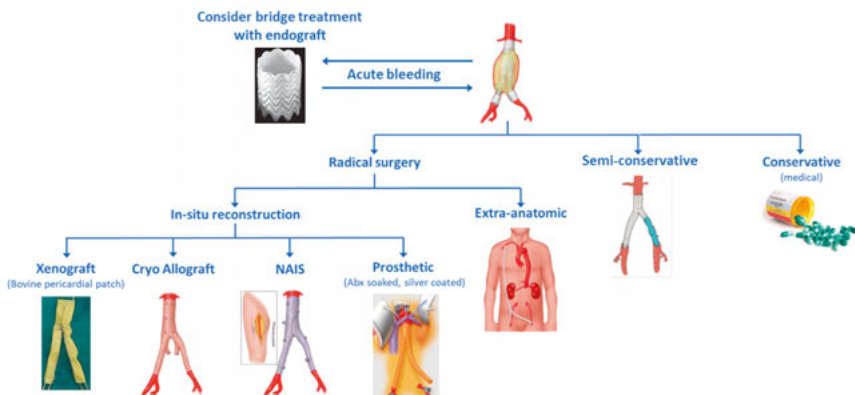 Consider bridge treatment
with endograft
Acute bleeding
Radical surgery
Semi-conservative
Conservative
(medical)
In-situ reconstruction
Extra-anatomic
Xenograft
(Bovine pericardial patch)
Cryo Allograft
NAIS
Prosthetic
(Abx soaked, silver coated)